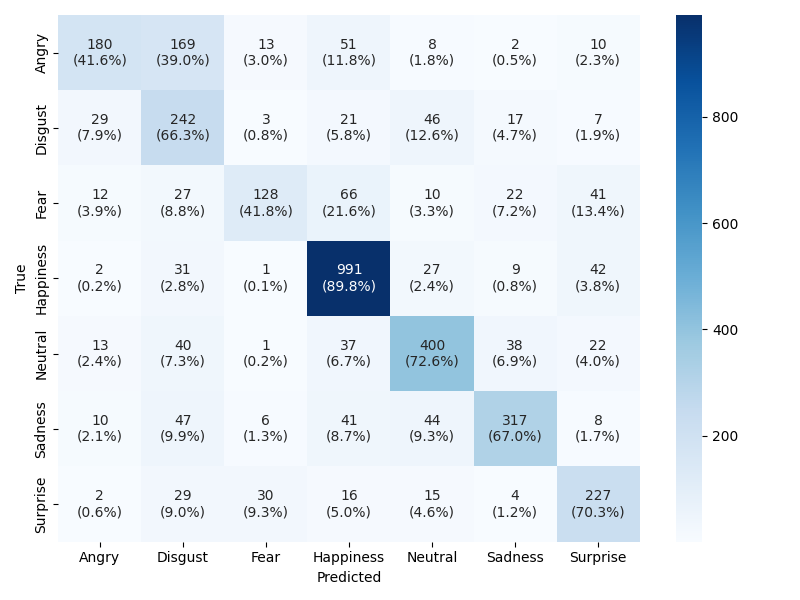 Angry 180 169 13 51 8 2 10
(41.6%) (39.0%) (3.0%) (11.8%) (1.8%) (0.5%) (2.3%)
Disgust 29 242 3 21 46 17 7
(7.9%) (66.3%) (0.8%) (5.8%) (12.6%) (4.7%) (1.9%)
800
Fear 12 27 128 66 10 22 41
(3.9%) (8.8%) (41.8%) (21.6%) (3.3%) (7.2%) (13.4%)
600
True
Happiness 2 31 1 991 27 9 42
(0.2%) (2.8%) (0.1%) (89.8%) (2.4%) (0.8%) (3.8%)
400
Neutral 13 40 1 37 400 38 22
(2.4%) (7.3%) (0.2%) (6.7%) (72.6%) (6.9%) (4.0%)
Sadness 10 47 6 41 44 317 8
(2.1%) (9.9%) (1.3%) (8.7%) (9.3%) (67.0%) (1.7%)
200
Surprise 2 29 30 16 15 4 227
(0.6%) (9.0%) (9.3%) (5.0%) (4.6%) (1.2%) (70.3%)
Angry Disgust Fear Happiness Neutral Sadness Surprise
Predicted